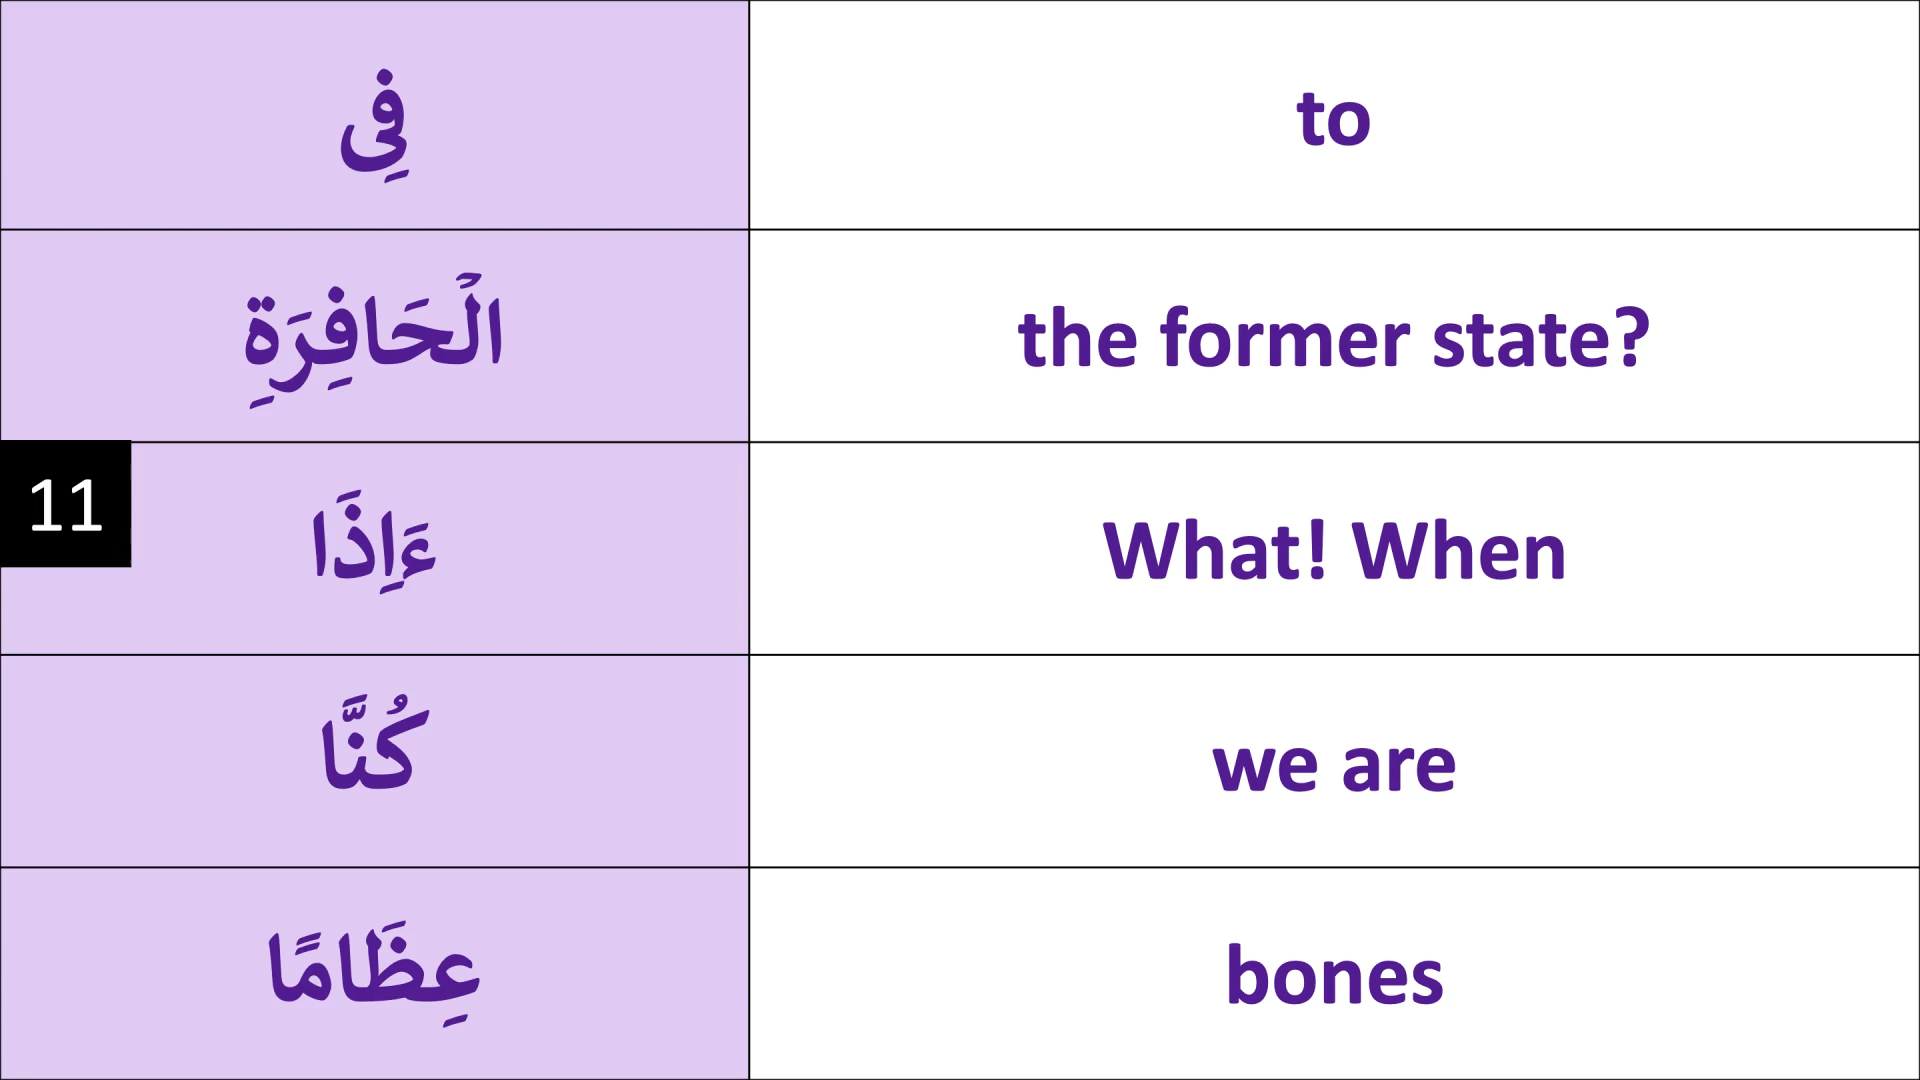 فِى to
الْحَافِرَةِ the former state?
11 ءَاِذَا What! When
كُنَّا we are
عِظَامًا bones